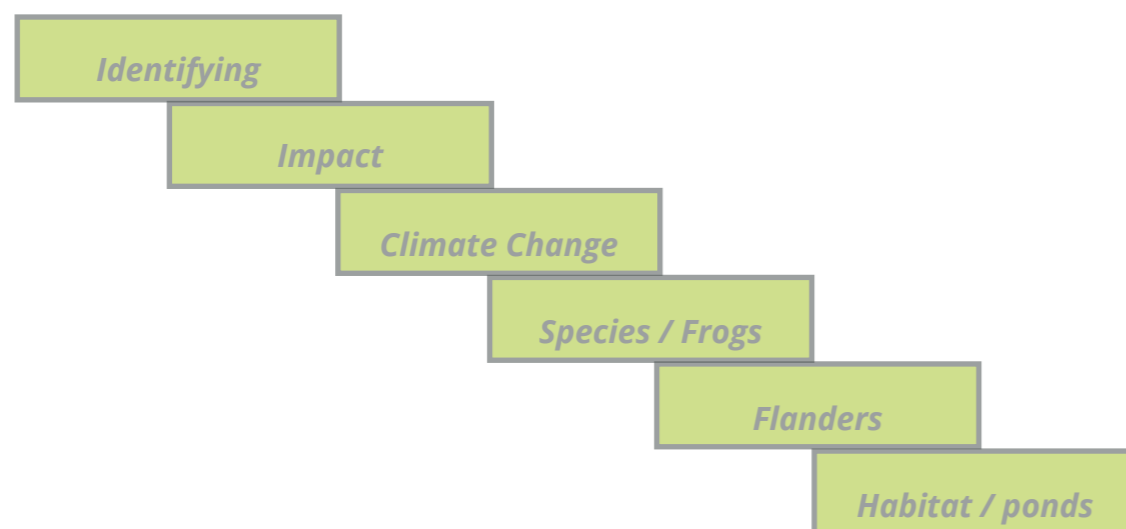 Identifying
Impact
Climate Change
Species / Frogs
Flanders
Habitat / ponds